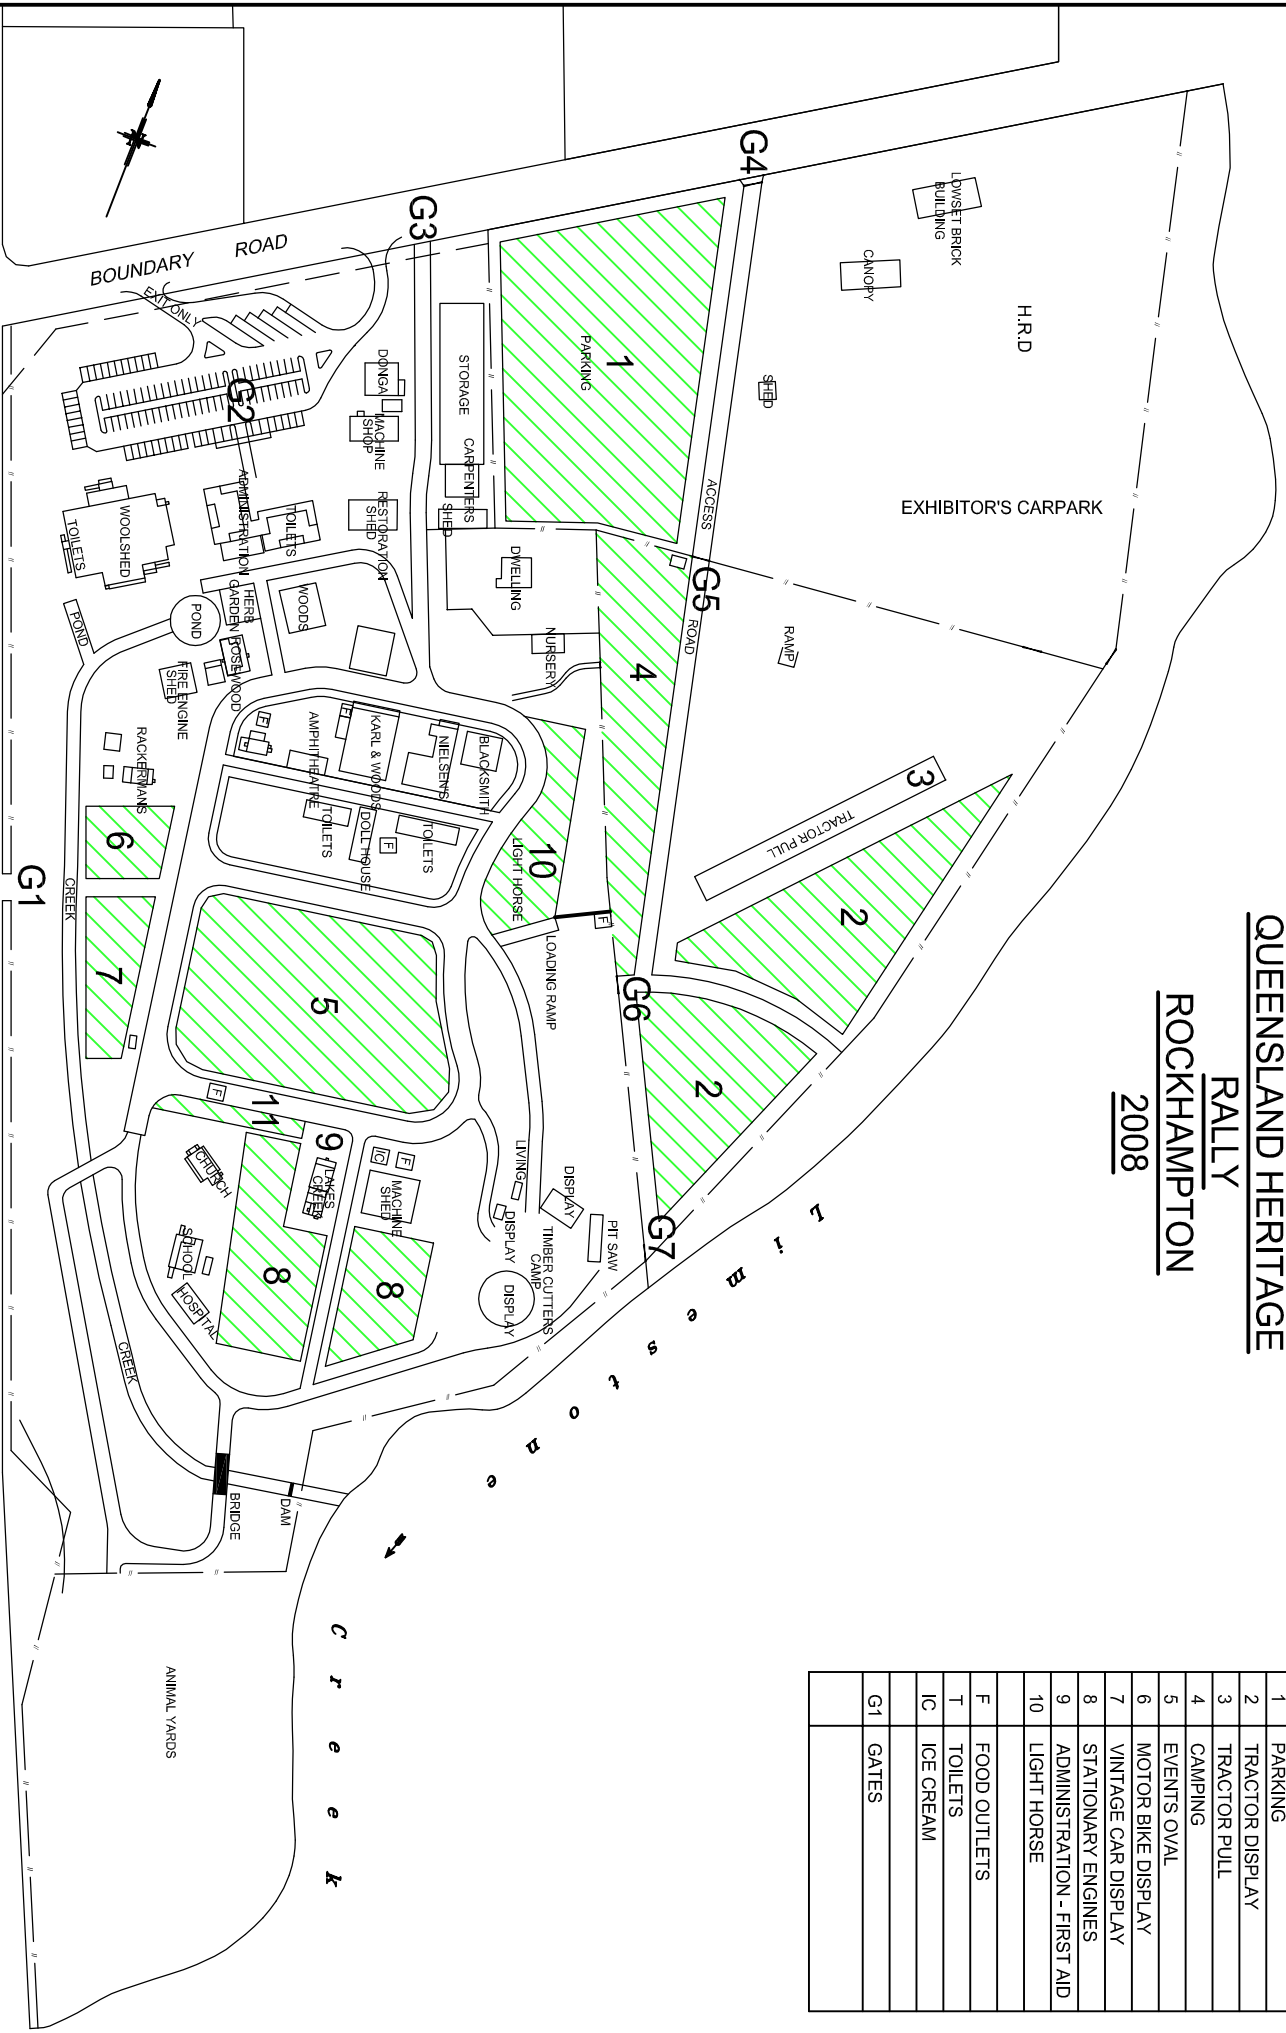 QUEENSLAND HERITAGE
RALLY
ROCKHAMPTON
2008
1 PARKING
2 TRACTOR DISPLAY
3 TRACTOR PULL
4 CAMPING
5 EVENTS OVAL
6 MOTOR BIKE DISPLAY
7 VINTAGE CAR DISPLAY
8 STATIONARY ENGINES
9 ADMINISTRATION - FIRST AID
10 LIGHT HORSE
F FOOD OUTLETS
T TOILETS
IC ICE CREAM
G1 GATES
H.R.D
EXHIBITOR'S CARPARK
LOWSET BRICK
BUILDING
CANOPY
SHED
RAMP
3
TRACTOR PULL
2
2
G4
ACCESS
ROAD
G5
G6
G7
1
PARKING
4
G3
STORAGE
CARPENTERS
SHED
DWELLING
NURSERY
DONGA
MACHINE
SHOP
RESTORATION
SHED
BOUNDARY ROAD
EXIT ONLY
G2
ADMINISTRATION
TOILETS
WOOLSHED
TOILETS
POND
POND
HERB
GARDEN
ROSEWOOD
WOODS
FIRE ENGINE
SHED
RACKERMANS
F
AMPHITHEATRE
F
KARL & WOODS
NIELSEN'S
BLACKSMITH
TOILETS
DOLL HOUSE
F
TOILETS
10
LIGHT HORSE
F
LOADING RAMP
6
7
G1
CREEK
5
F
11
9
LAKES
CREEK
F
IC
F
MACHINE
SHED
8
8
CHURCH
SCHOOL
HOSPITAL
LIVING
DISPLAY
DISPLAY
PIT SAW
TIMBER CUTTERS
CAMP
DISPLAY
CREEK
BRIDGE
DAM
ANIMAL YARDS
Limestone
Creek